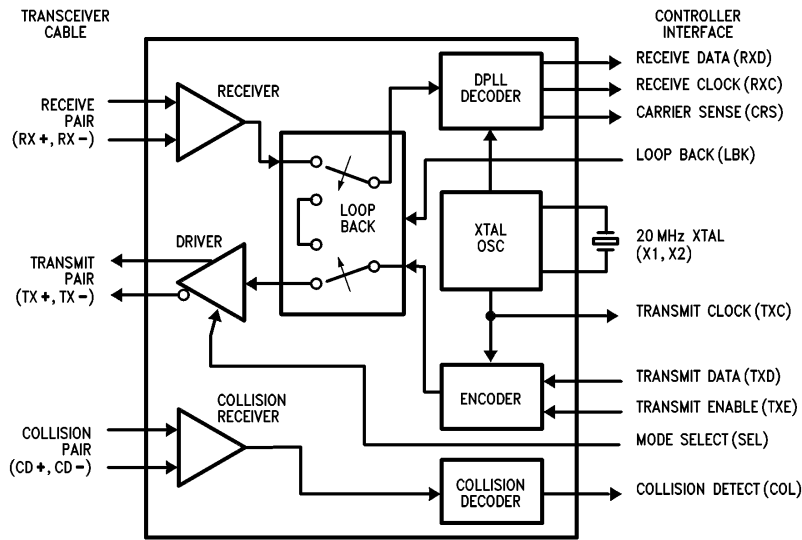 TRANSCEIVER
CABLE
CONTROLLER
INTERFACE
RECEIVE
PAIR
(RX+, RX-)
RECEIVER
DPLL
DECODER
RECEIVE DATA (RXD)
RECEIVE CLOCK (RXC)
CARRIER SENSE (CRS)
LOOP BACK (LBK)
LOOP
BACK
XTAL
OSC
20 MHz XTAL
(X1, X2)
DRIVER
TRANSMIT
PAIR
(TX+, TX-)
TRANSMIT CLOCK (TXC)
ENCODER
TRANSMIT DATA (TXD)
TRANSMIT ENABLE (TXE)
MODE SELECT (SEL)
COLLISION
RECEIVER
COLLISION
PAIR
(CD+, CD-)
COLLISION
DECODER
COLLISION DETECT (COL)